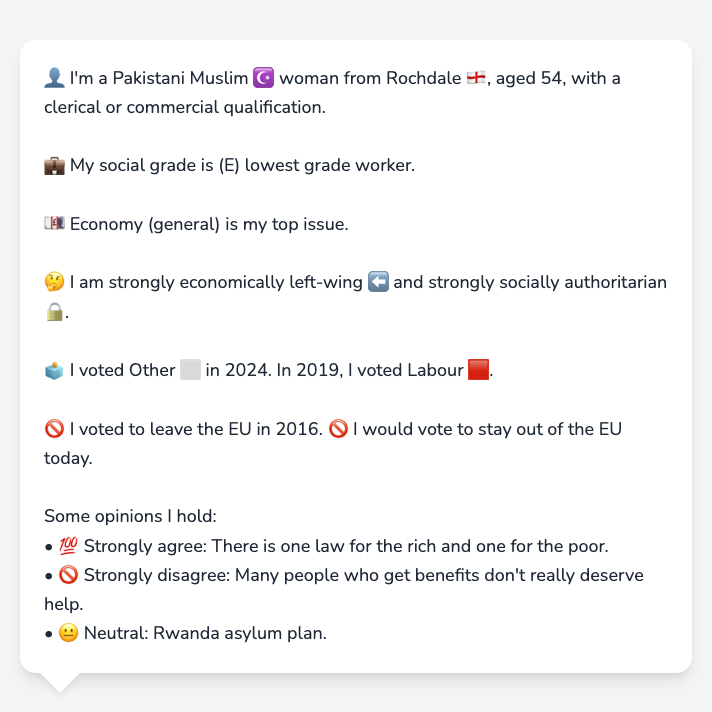 👤 I'm a Pakistani Muslim ☪️ woman from Rochdale 🏴󠁧󠁢󠁥󠁮󠁧󠁿, aged 54, with a
clerical or commercial qualification.
💼 My social grade is (E) lowest grade worker.
💷 Economy (general) is my top issue.
🤔 I am strongly economically left-wing ⬅️ and strongly socially authoritarian
🔒.
🗳️ I voted Other ⬜ in 2024. In 2019, I voted Labour 🟥.
🚫 I voted to leave the EU in 2016. 🚫 I would vote to stay out of the EU
today.
Some opinions I hold:
• 💯 Strongly agree: There is one law for the rich and one for the poor.
• 🚫 Strongly disagree: Many people who get benefits don't really deserve
help.
• 😐 Neutral: Rwanda asylum plan.